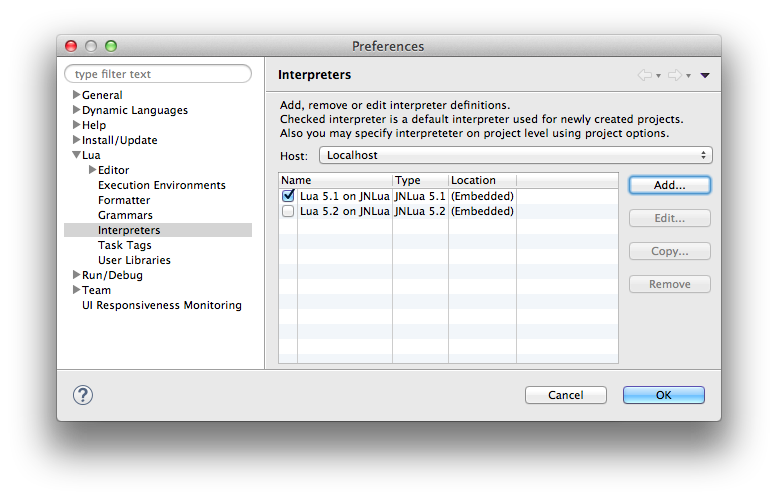 Preferences
type filter text
General
Dynamic Languages
Help
Install/Update
Lua
Editor
Execution Environments
Formatter
Grammars
Interpreters
Task Tags
User Libraries
Run/Debug
Team
UI Responsiveness Monitoring
Interpreters
Add, remove or edit interpreter definitions.
Checked interpreter is a default interpreter used for newly created projects.
Also you may specify interpreteter on project level using project options.
Host: Localhost
Name Type Location
Lua 5.1 on JNLua JNLua 5.1 (Embedded)
Lua 5.2 on JNLua JNLua 5.2 (Embedded)
Add...
Edit...
Copy...
Remove
?
Cancel
OK